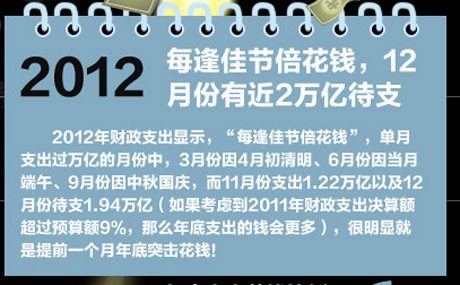 2012
每逢佳节倍花钱，12
月份有近2万亿待支
2012年财政支出显示，“每逢佳节倍花钱”，单月
支出过万亿的月份中，3月份因4月初清明、6月份因当月
端午、9月份因中秋国庆，而11月份支出1.22万亿以及12
月份待支1.94万亿（如果考虑到2011年财政支出决算额
超过预算额9%，那么年底支出的钱会更多），很明显就
是提前一个月年底突击花钱！